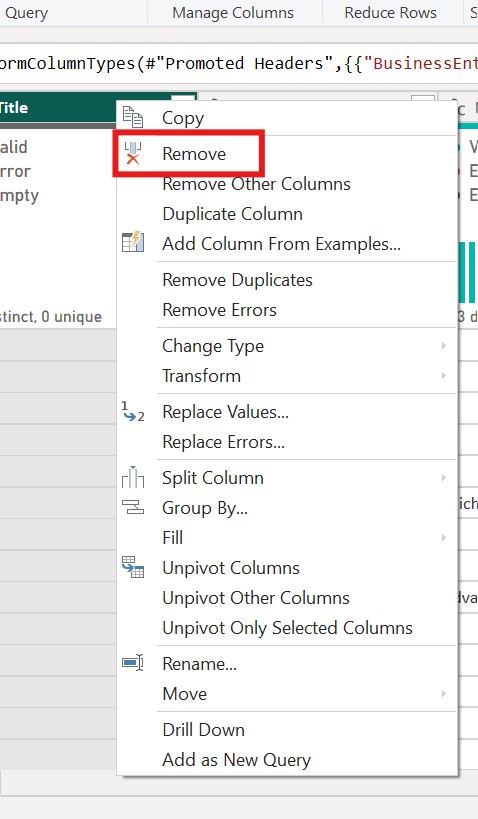 Query
Manage Columns
Reduce Rows
S
ormColumnTypes(#"Promoted Headers",{{"BusinessEnt
Title
alid
rror
mpty
stinct, 0 unique
Copy
Remove
Remove Other Columns
Duplicate Column
Add Column From Examples...
Remove Duplicates
Remove Errors
Change Type
Transform
Replace Values...
Replace Errors...
Split Column
Group By...
Fill
Unpivot Columns
Unpivot Other Columns
Unpivot Only Selected Columns
Rename...
Move
Drill Down
Add as New Query
V
E
E
3 d
ich
dva